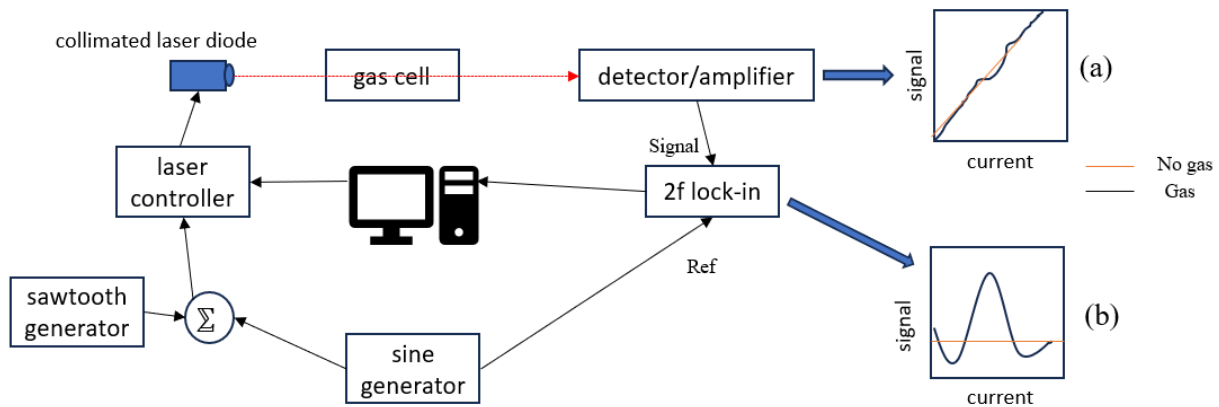 collimated laser diode
gas cell
detector/amplifier
signal
current
(a)
No gas
Gas
laser
controller
Signal
2f lock-in
Ref
sawtooth
generator
Σ
sine
generator
signal
current
(b)